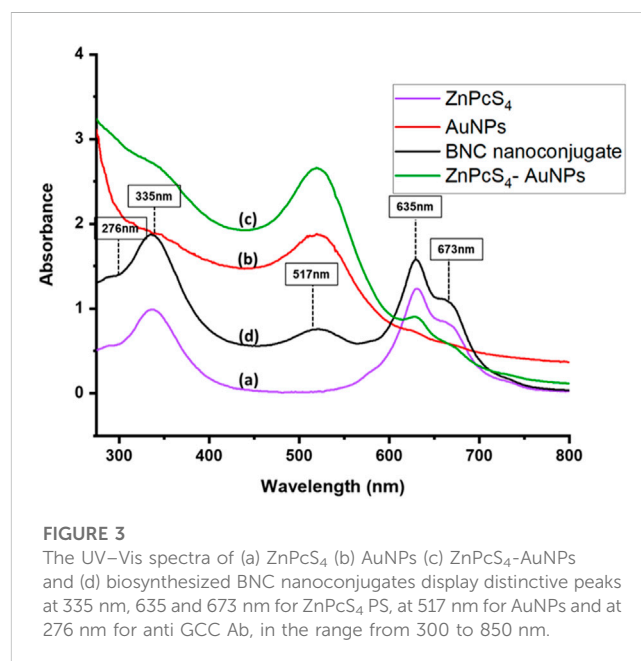 4
3
2
1
0
Absorbance
ZnPcS₄
AuNPs
BNC nanoconjugate
ZnPcS₄- AuNPs
335nm
276nm
517nm
635nm
673nm
(c)
(b)
(d)
(a)
300 400 500 600 700 800
Wavelength (nm)
FIGURE 3
The UV–Vis spectra of (a) ZnPcS₄ (b) AuNPs (c) ZnPcS₄-AuNPs
and (d) biosynthesized BNC nanoconjugates display distinctive peaks
at 335 nm, 635 and 673 nm for ZnPcS₄ PS, at 517 nm for AuNPs and at
276 nm for anti GCC Ab, in the range from 300 to 850 nm.